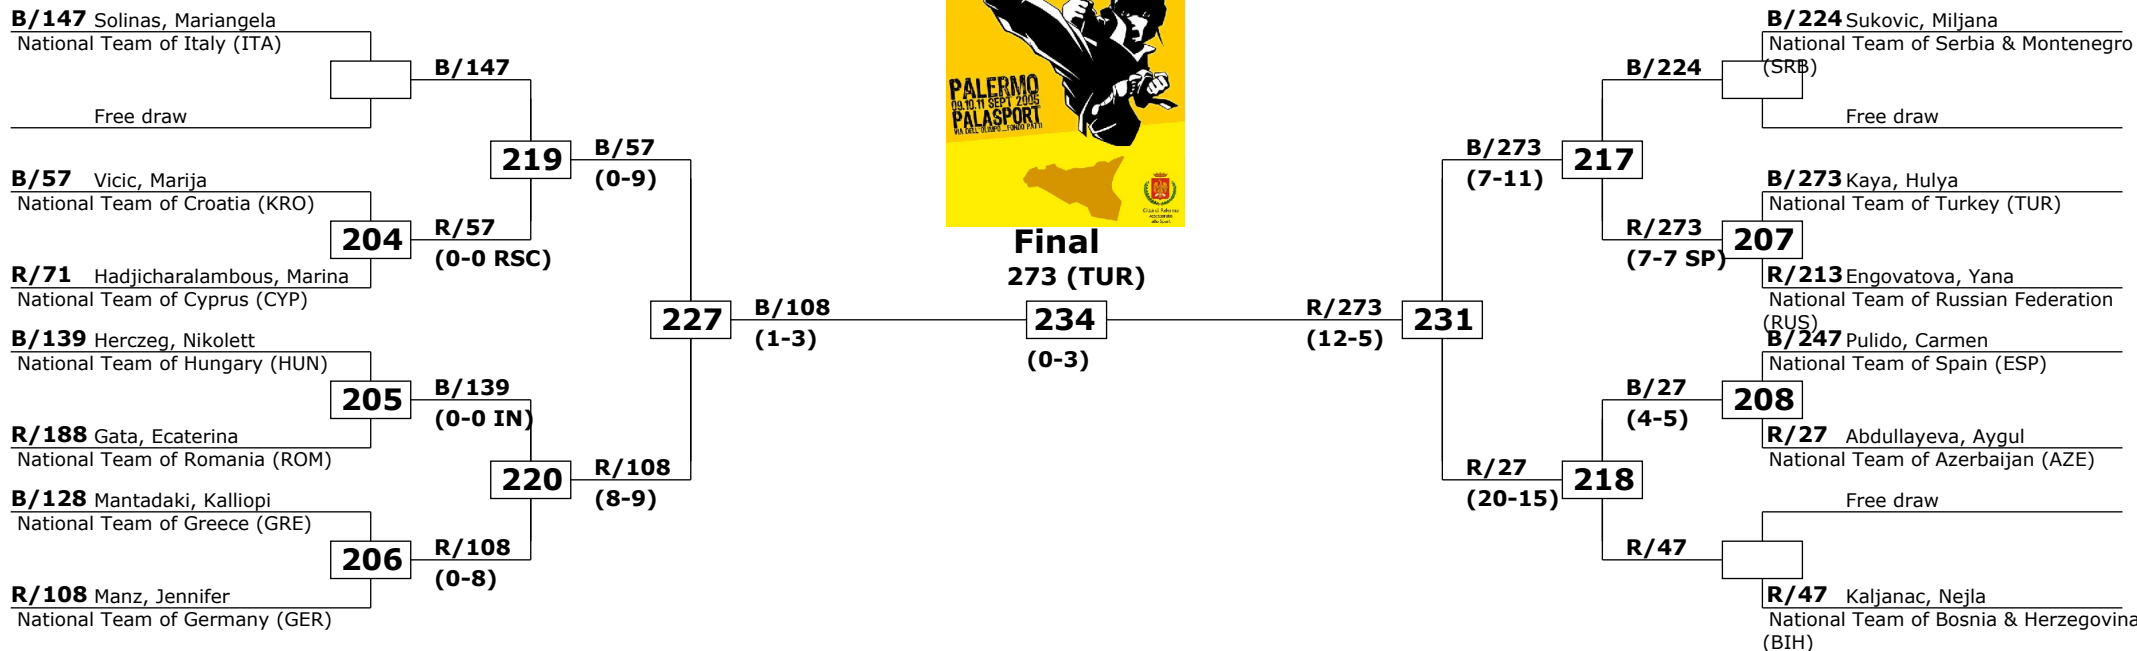 B/147 Solinas, Mariangela
National Team of Italy (ITA)
B/147
Free draw
219
B/57
(0-9)
B/57 Vicic, Marija
National Team of Croatia (KRO)
204
R/57
(0-0 RSC)
R/71 Hadjicharalambous, Marina
National Team of Cyprus (CYP)
227
B/108
(1-3)
B/139 Herczeg, Nikolett
National Team of Hungary (HUN)
205
B/139
(0-0 IN)
R/188 Gata, Ecaterina
National Team of Romania (ROM)
220
R/108
(8-9)
B/128 Mantadaki, Kalliopi
National Team of Greece (GRE)
206
R/108
(0-8)
R/108 Manz, Jennifer
National Team of Germany (GER)
PALERMO
09.10.11 SEPT 2005
PALASPORT
VIA DELL'OLIMPO ... FONDO PATTI
Final
273 (TUR)
234
(0-3)
B/224 Sukovic, Miljana
National Team of Serbia & Montenegro
(SRB)
B/224
Free draw
B/273
(7-11)
217
B/273 Kaya, Hulya
National Team of Turkey (TUR)
R/273
(7-7 SP)
207
R/213 Engovatova, Yana
National Team of Russian Federation
(RUS)
R/273
(12-5)
231
B/247 Pulido, Carmen
National Team of Spain (ESP)
B/27
(4-5)
208
R/27 Abdullayeva, Aygul
National Team of Azerbaijan (AZE)
R/27
(20-15)
218
Free draw
R/47
R/47 Kaljanac, Nejla
National Team of Bosnia & Herzegovina
(BIH)